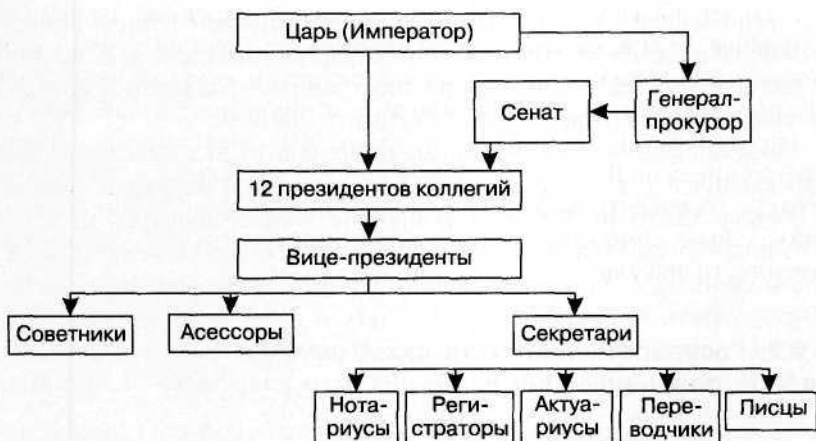 Царь (Император)
Сенат
Генерал-
прокурор
12 президентов коллегий
Вице-президенты
Советники
Асессоры
Секретари
Нота-
риусы
Реги-
страторы
Актуа-
риусы
Пере-
водчики
Писцы